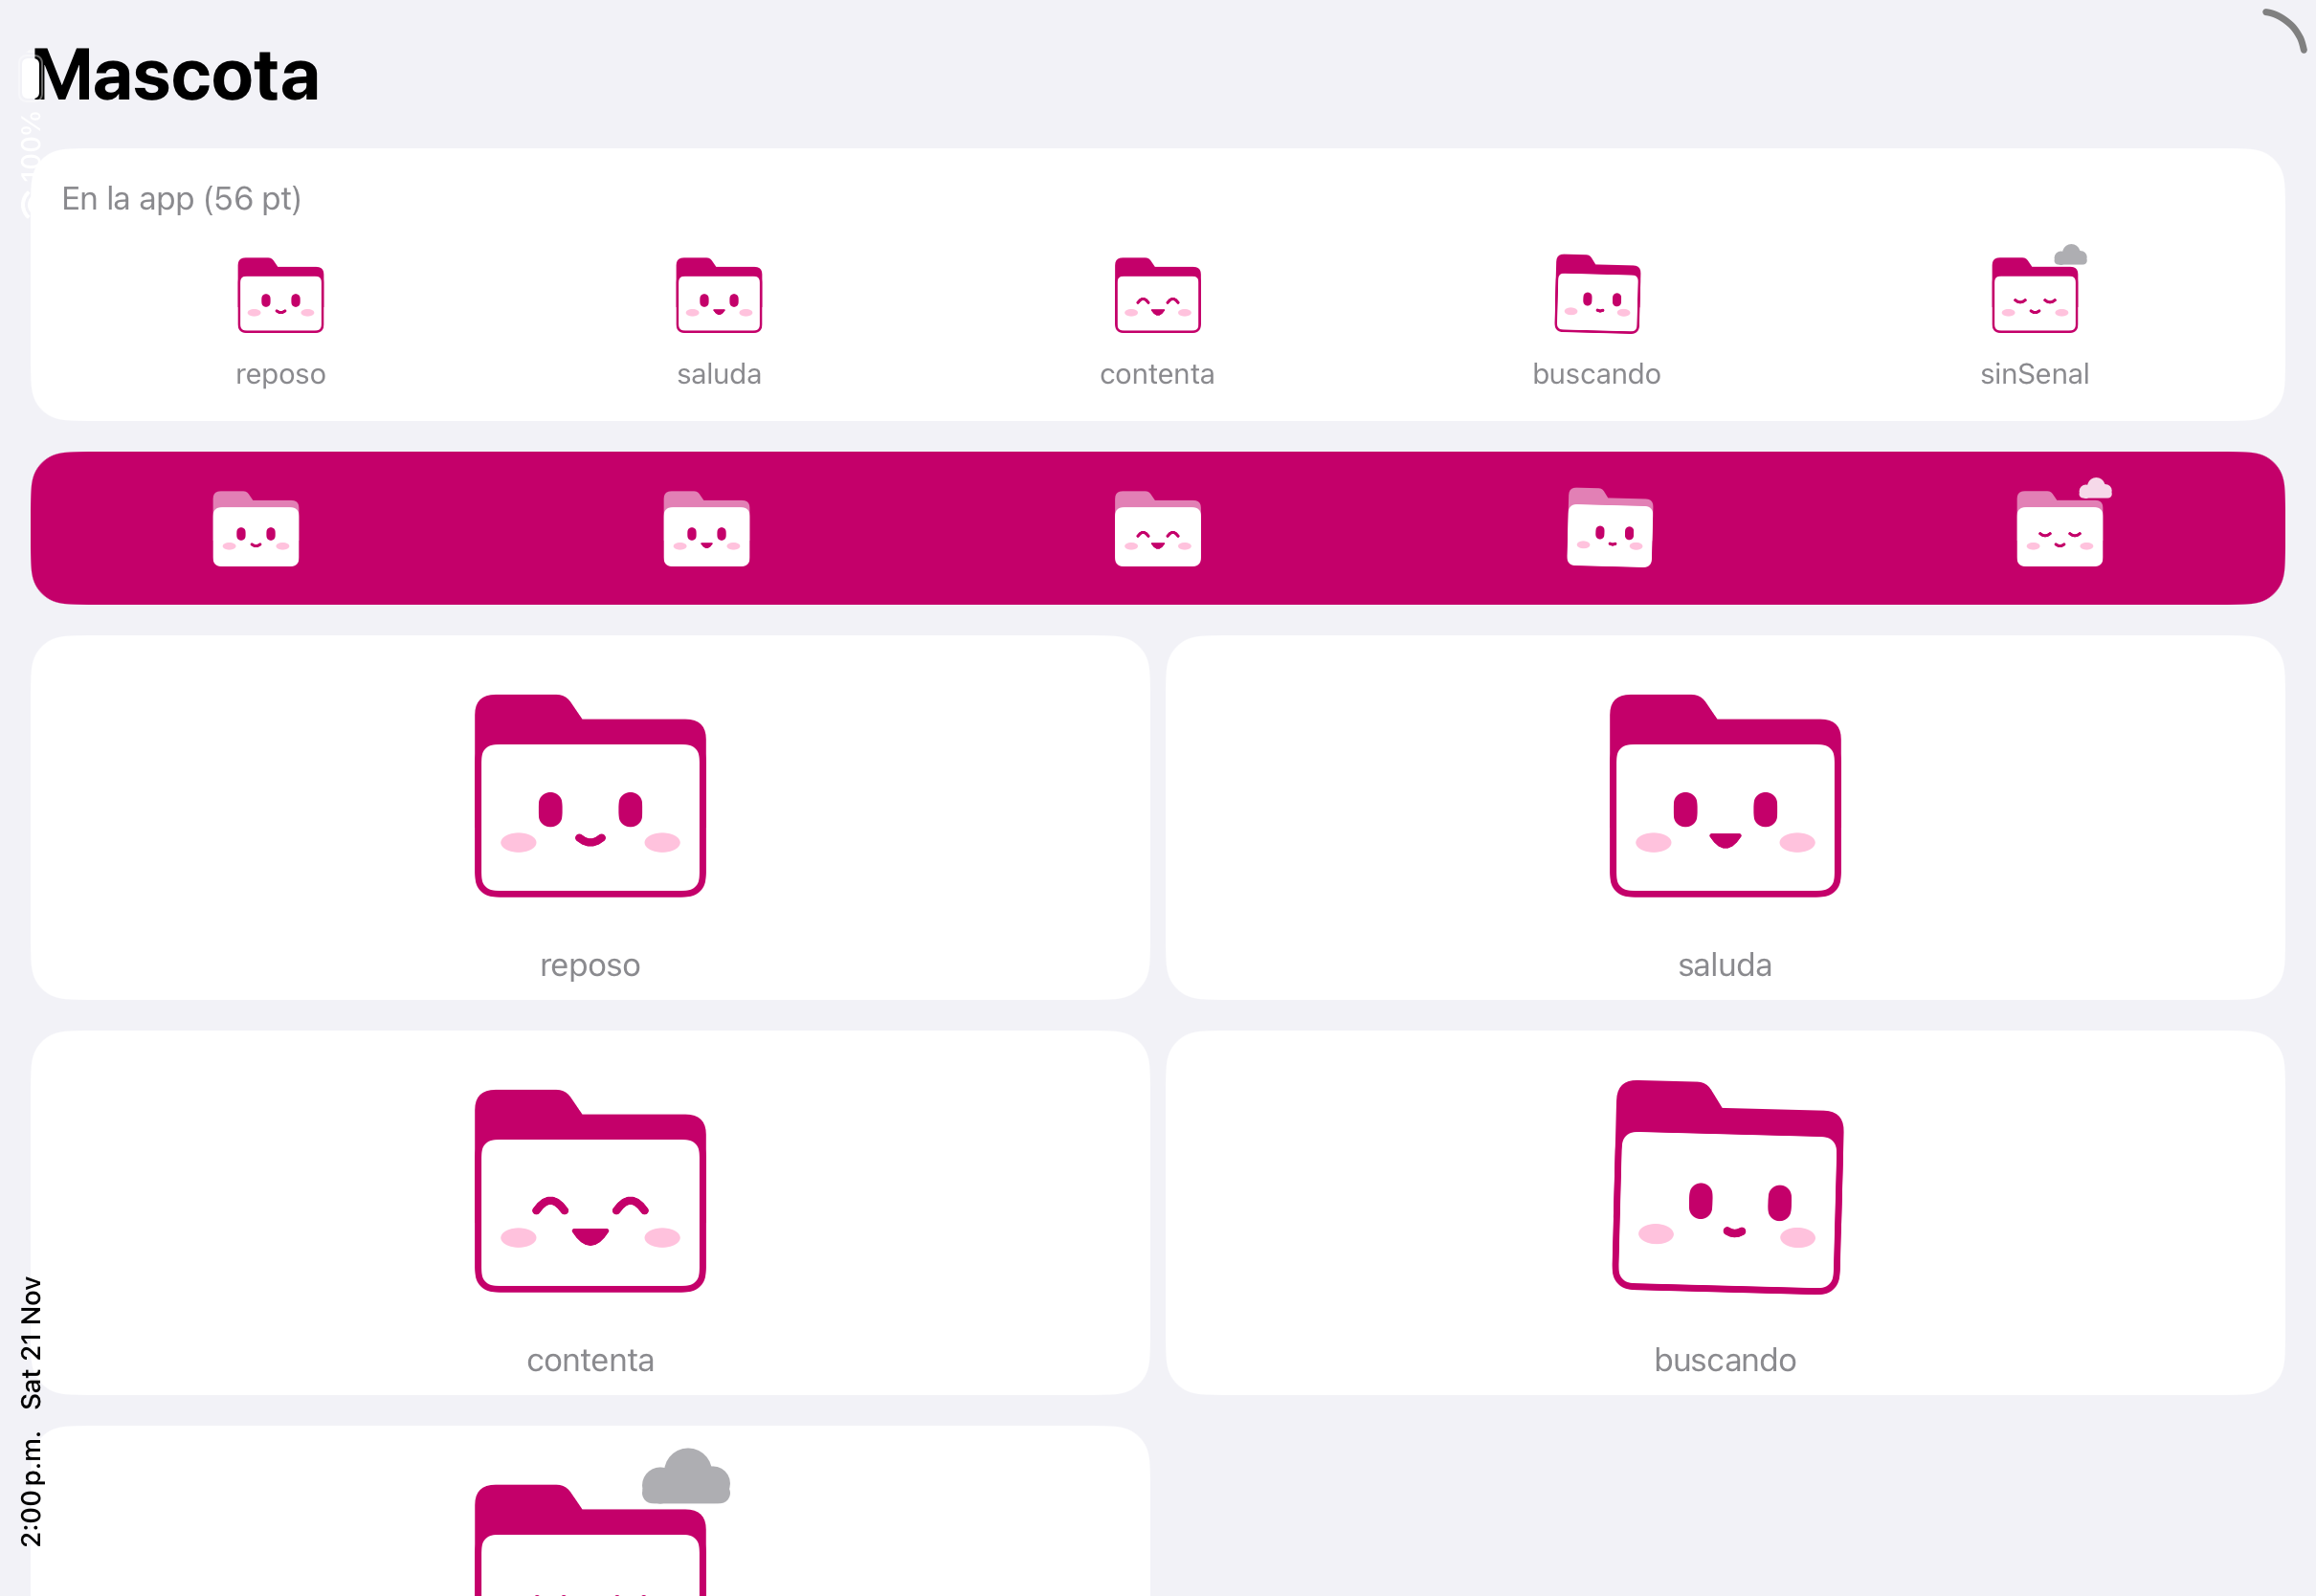 Mascota
100%
En la app (56 pt)
reposo
saluda
contenta
buscando
sinSenal
reposo
saluda
contenta
buscando
2:00 p.m. Sat 21 Nov